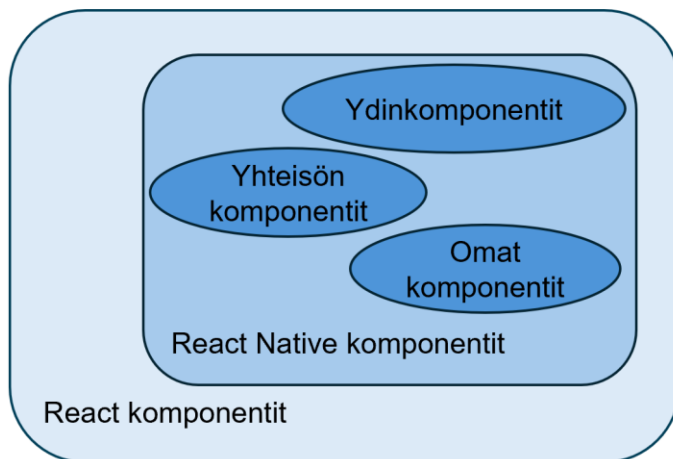 Ydinkomponentit
Yhteisön
komponentit
Omat
komponentit
React Native komponentit
React komponentit